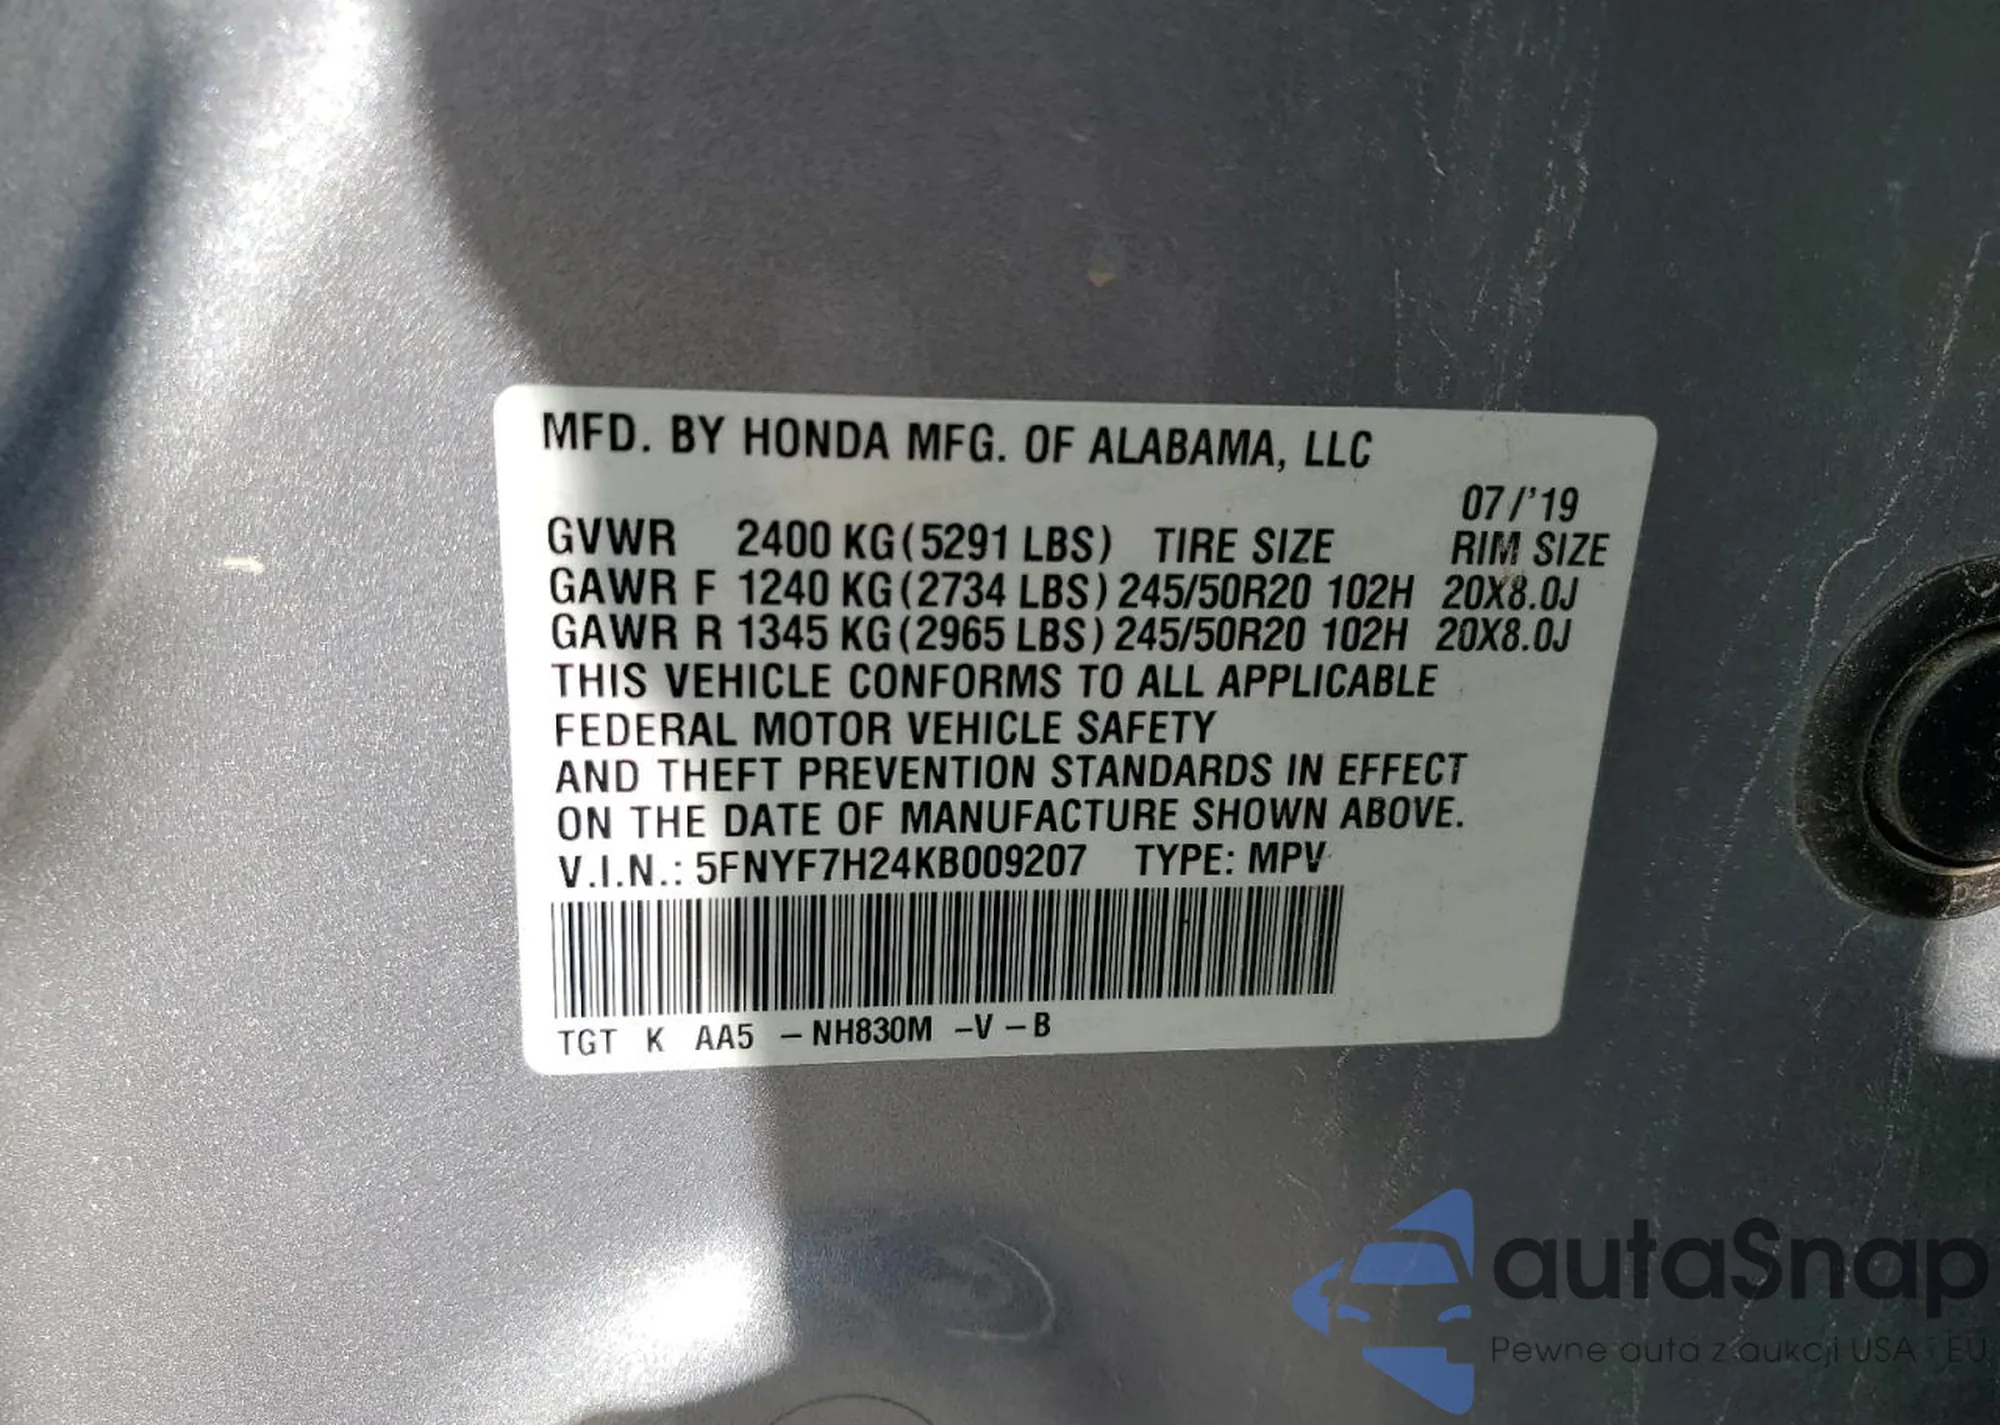 MFD. BY HONDA MFG. OF ALABAMA, LLC
07/'19
GVWR 2400 KG (5291 LBS) TIRE SIZE RIM SIZE
GAWR F 1240 KG (2734 LBS) 245/50R20 102H 20X8.0J
GAWR R 1345 KG (2965 LBS) 245/50R20 102H 20X8.0J
THIS VEHICLE CONFORMS TO ALL APPLICABLE
FEDERAL MOTOR VEHICLE SAFETY
AND THEFT PREVENTION STANDARDS IN EFFECT
ON THE DATE OF MANUFACTURE SHOWN ABOVE.
V.I.N.: 5FNYF7H24KB009207 TYPE: MPV
TGT K AA5 –NH830M –V –B
autaSnap
Pewne auta z aukcji USA i EU